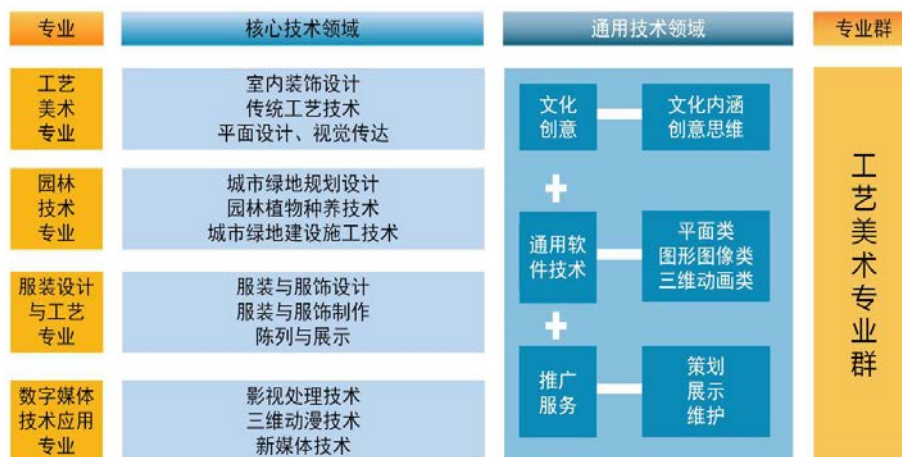 专业
核心技术领域
通用技术领域
专业群
工艺
美术
专业
室内装饰设计
传统工艺技术
平面设计、视觉传达
园林
技术
专业
城市绿地规划设计
园林植物种养技术
城市绿地建设施工技术
服装设计
与工艺
专业
服装与服饰设计
服装与服饰制作
陈列与展示
数字媒体
技术应用
专业
影视处理技术
三维动漫技术
新媒体技术
文化
创意
文化内涵
创意思维
+
通用软
件技术
平面类
图形图像类
三维动画类
+
推广
服务
策划
展示
维护
工艺美术专业群